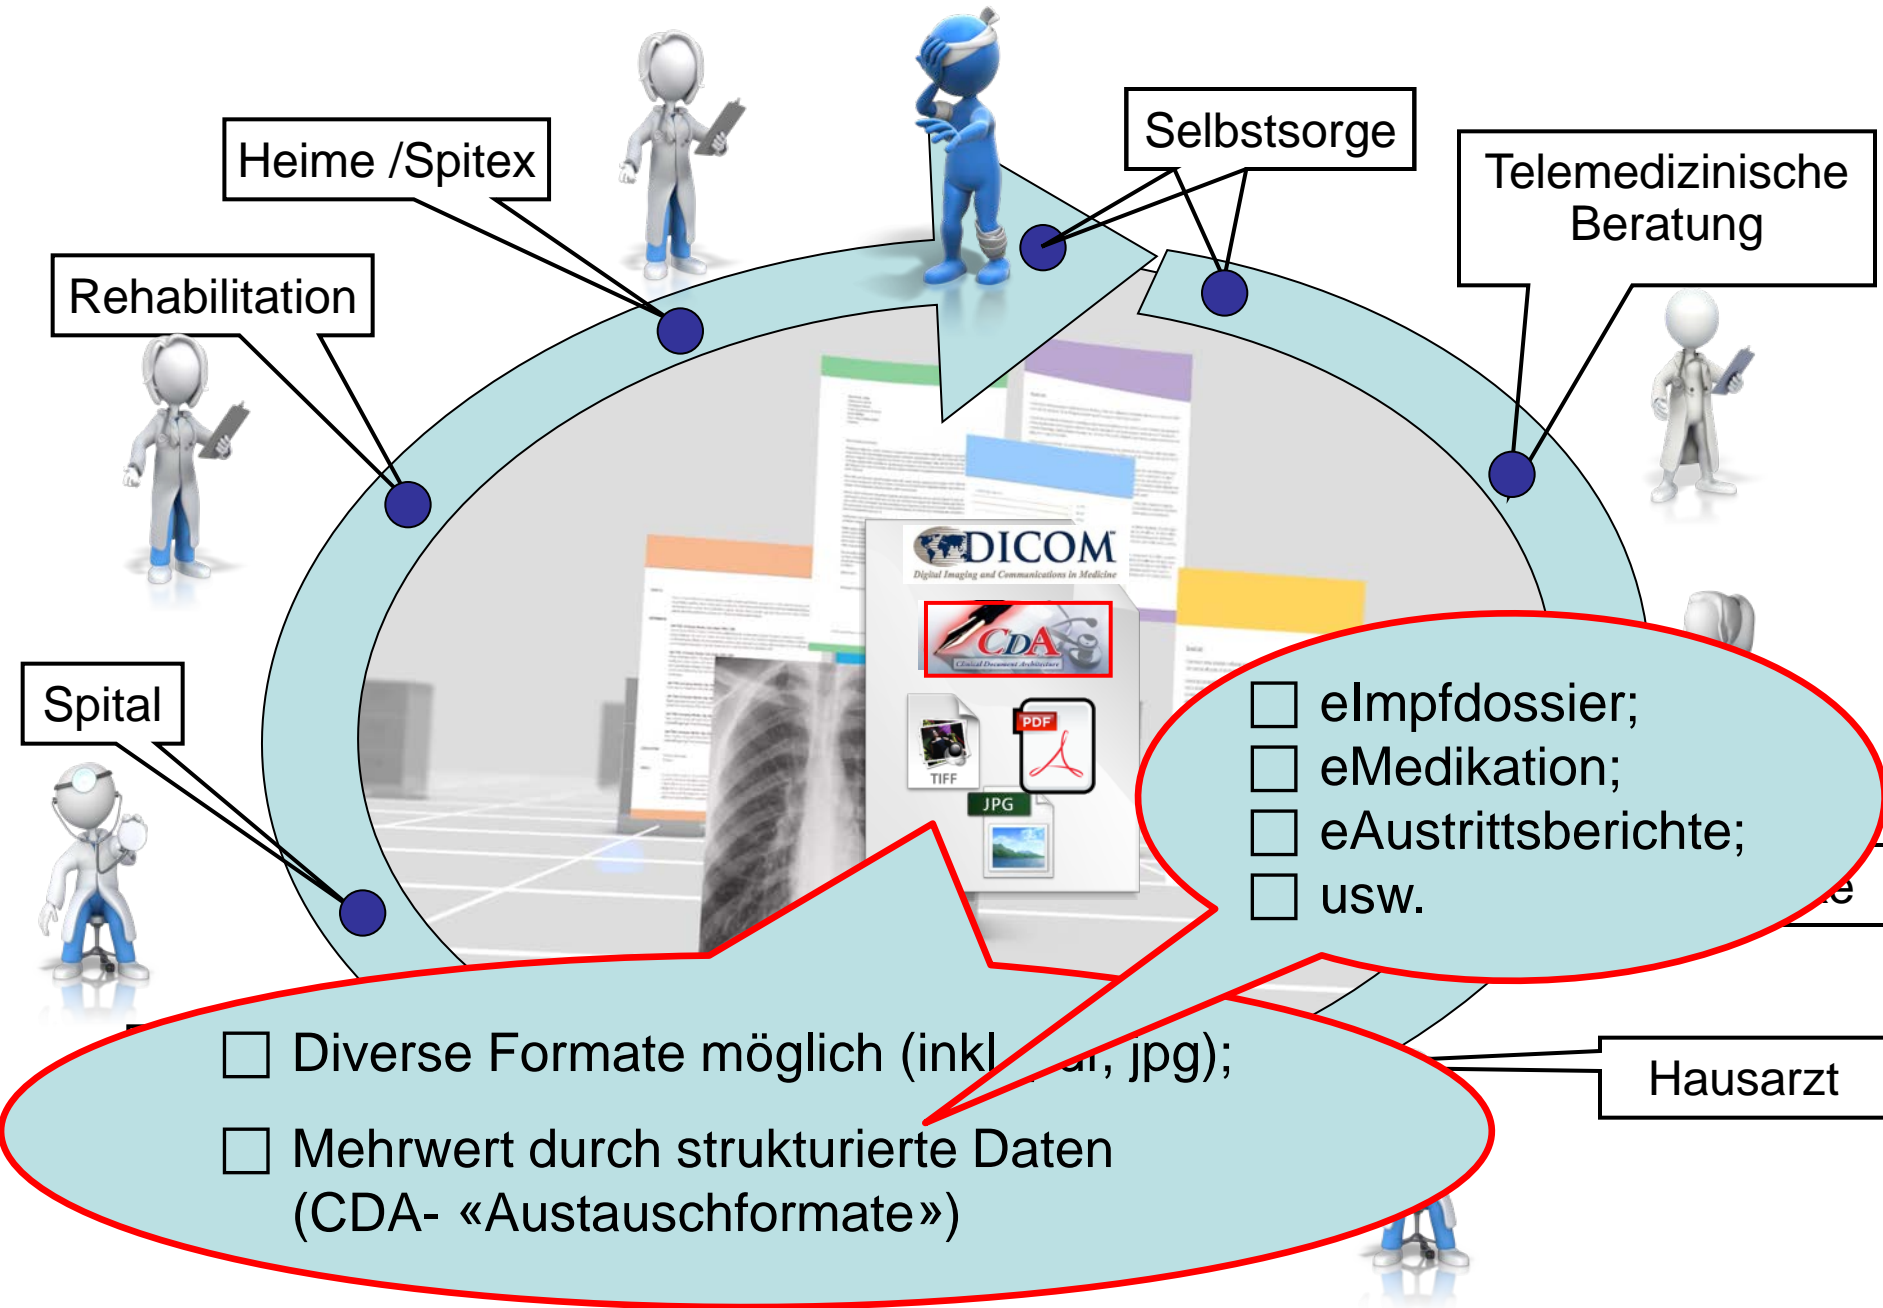 Heime /Spitex
Selbstsorge
Telemedizinische
Beratung
Rehabilitation
DICOM
Digital Imaging and Communications in Medicine
CDA
Clinical Document Architecture
Spital
TIFF
PDF
JPG
eImpfdossier;
eMedikation;
eAustrittsberichte;
usw.
Diverse Formate möglich (inkl jpg);
Mehrwert durch strukturierte Daten
(CDA- «Austauschformate»)
Hausarzt